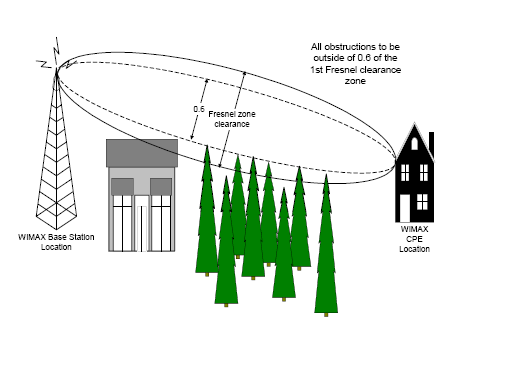 All obstructions to be
outside of 0.6 of the
1st Fresnel clearance
zone
0.6
Fresnel zone
clearance
WIMAX Base Station
Location
WIMAX
CPE
Location